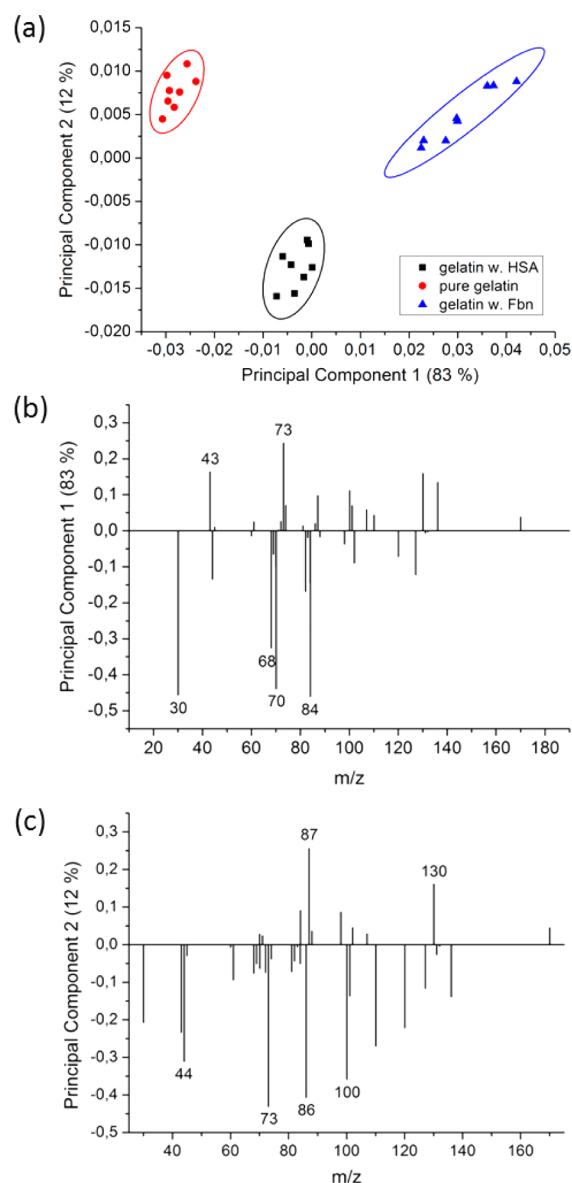 (a)
Principal Component 2 (12 %)
0,015
0,010
0,005
0,000
-0,005
-0,010
-0,015
-0,020
gelatin w. HSA
pure gelatin
gelatin w. Fbn
-0,03 -0,02 -0,01 0,00 0,01 0,02 0,03 0,04 0,05
Principal Component 1 (83 %)
(b)
Principal Component 1 (83 %)
0,3
0,2
0,1
0,0
-0,1
-0,2
-0,3
-0,4
-0,5
73
43
68
30
70
84
20 40 60 80 100 120 140 160 180
m/z
(c)
Principal Component 2 (12 %)
0,3
0,2
0,1
0,0
-0,1
-0,2
-0,3
-0,4
-0,5
87
130
44
73
86
100
40 60 80 100 120 140 160
m/z